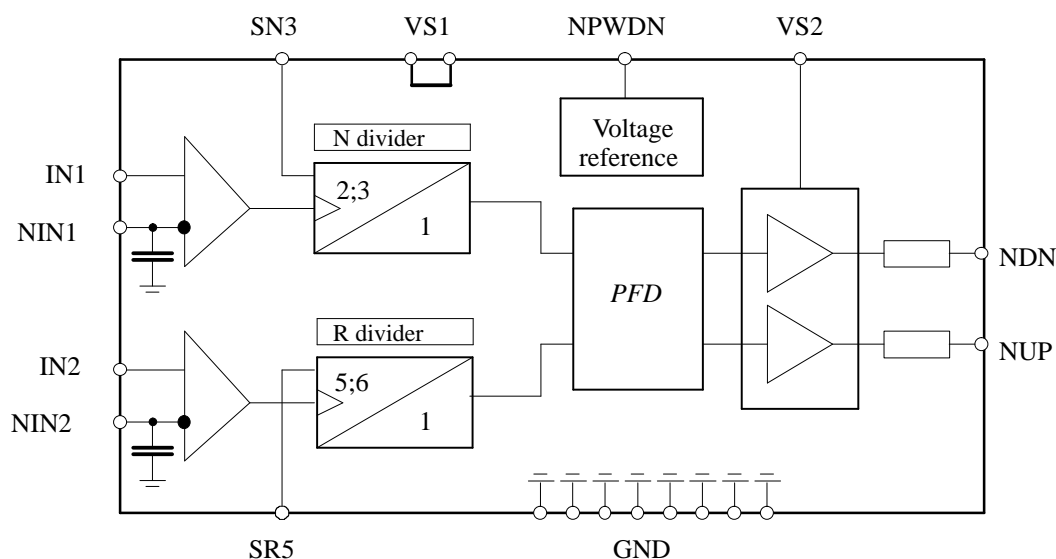 SN3 VS1 NPWDN VS2
N divider
Voltage
reference
IN1
2;3
1
NIN1
NDN
PFD
R divider
NUP
IN2
5;6
1
NIN2
SR5 GND